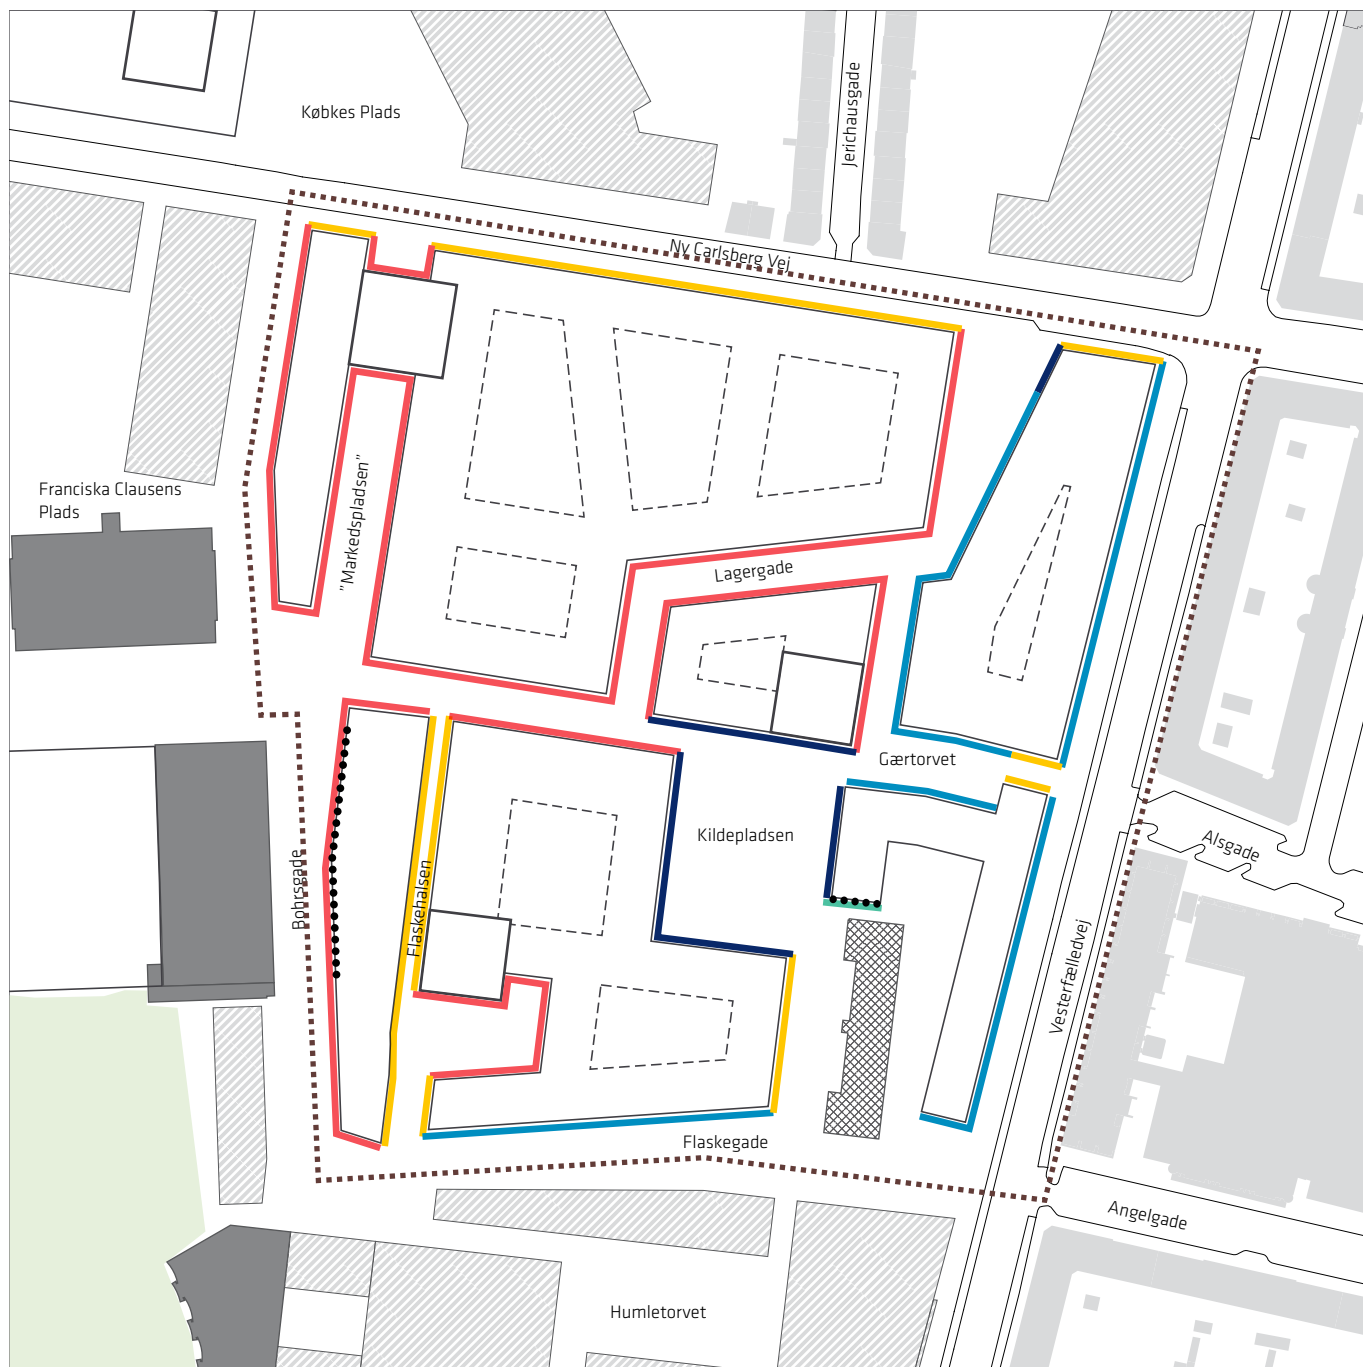 Købkes Plads
Jerichausgade
Ny Carlsberg Vej
Franciska Clausens
Plads
"Markedspladsen"
Lagergade
Gærtorvet
Kildepladsen
Alsgade
Bohrsgade
Flaskehalsen
Vesterfælledvej
Flaskegade
Angelgade
Humletorvet